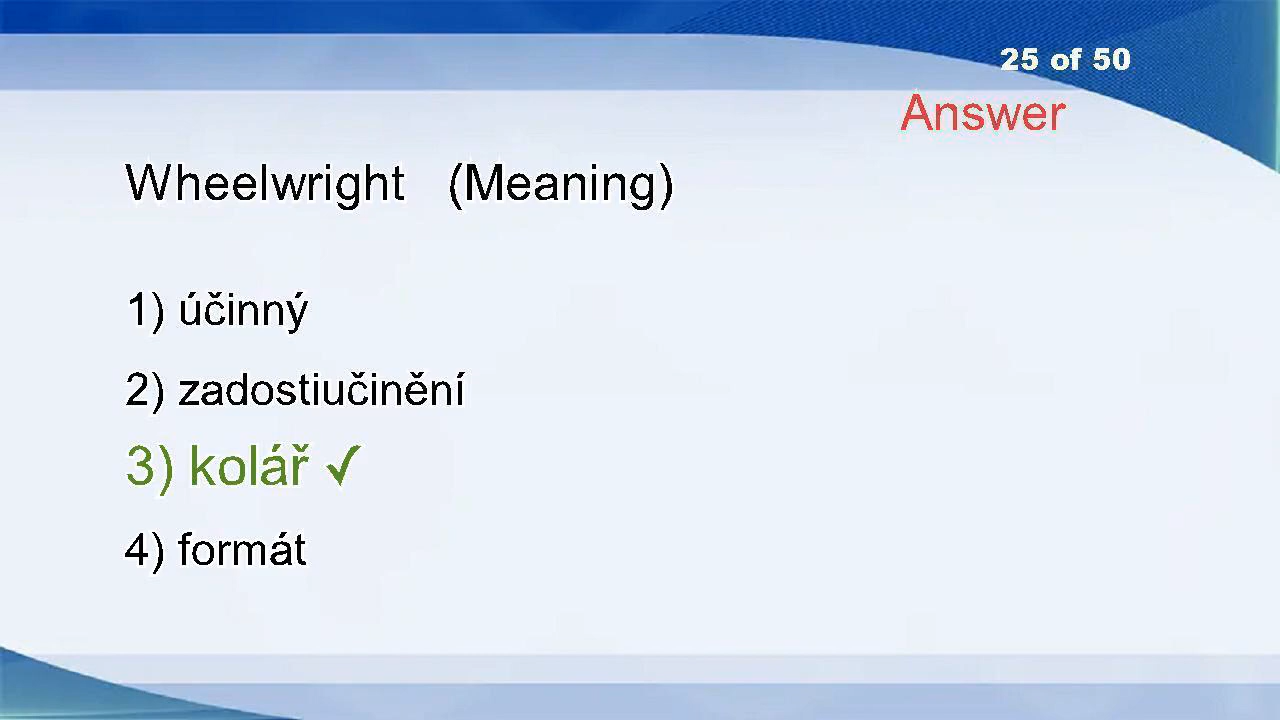 25 of 50
Answer
Wheelwright (Meaning)
1) účinný
2) zadostiučinění
3) kolář ✓
4) formát